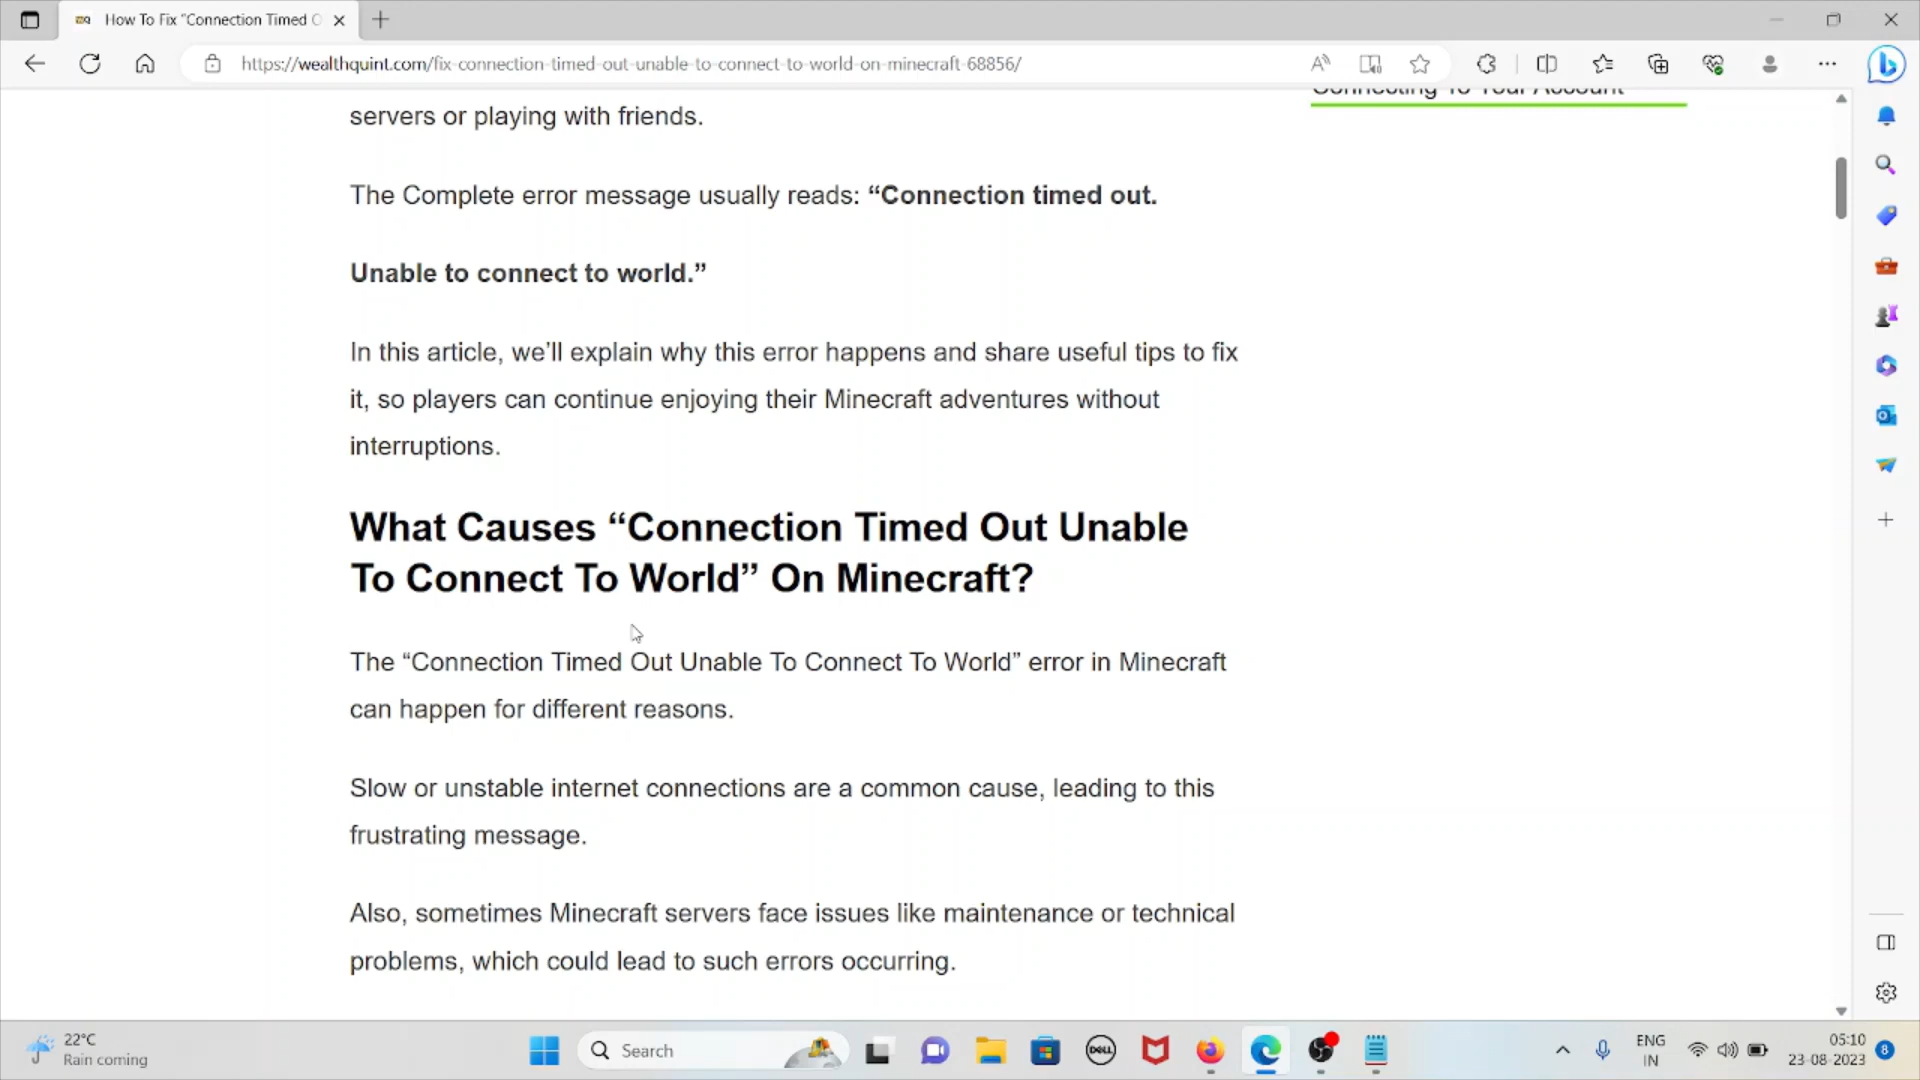 How To Fix "Connection Timed O
https://wealthquint.com/fix-connection-timed-out-unable-to-connect-to-world-on-minecraft-68856/
Connecting To Your Account
servers or playing with friends.
The Complete error message usually reads: “Connection timed out.
Unable to connect to world.”
In this article, we’ll explain why this error happens and share useful tips to fix
it, so players can continue enjoying their Minecraft adventures without
interruptions.
What Causes “Connection Timed Out Unable
To Connect To World” On Minecraft?
The “Connection Timed Out Unable To Connect To World” error in Minecraft
can happen for different reasons.
Slow or unstable internet connections are a common cause, leading to this
frustrating message.
Also, sometimes Minecraft servers face issues like maintenance or technical
problems, which could lead to such errors occurring.
22°C
Rain coming
Search
DELL
ENG
IN
05:10
23-08-2023
8